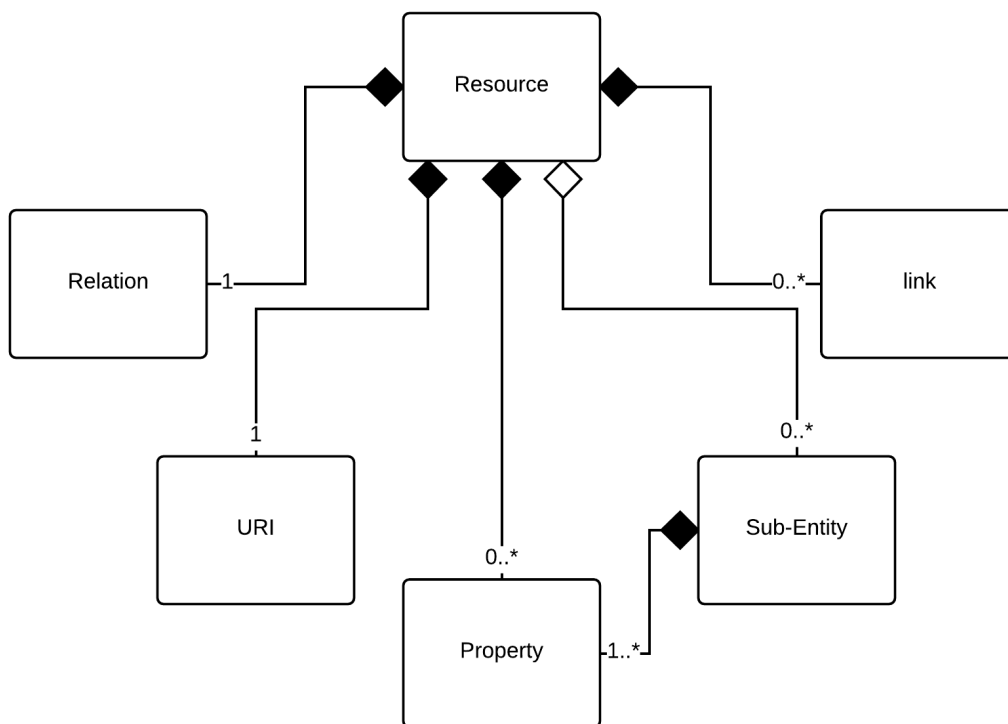 Resource
Relation
1
0..*
link
1
0..*
URI
Sub-Entity
0..*
Property
1..*